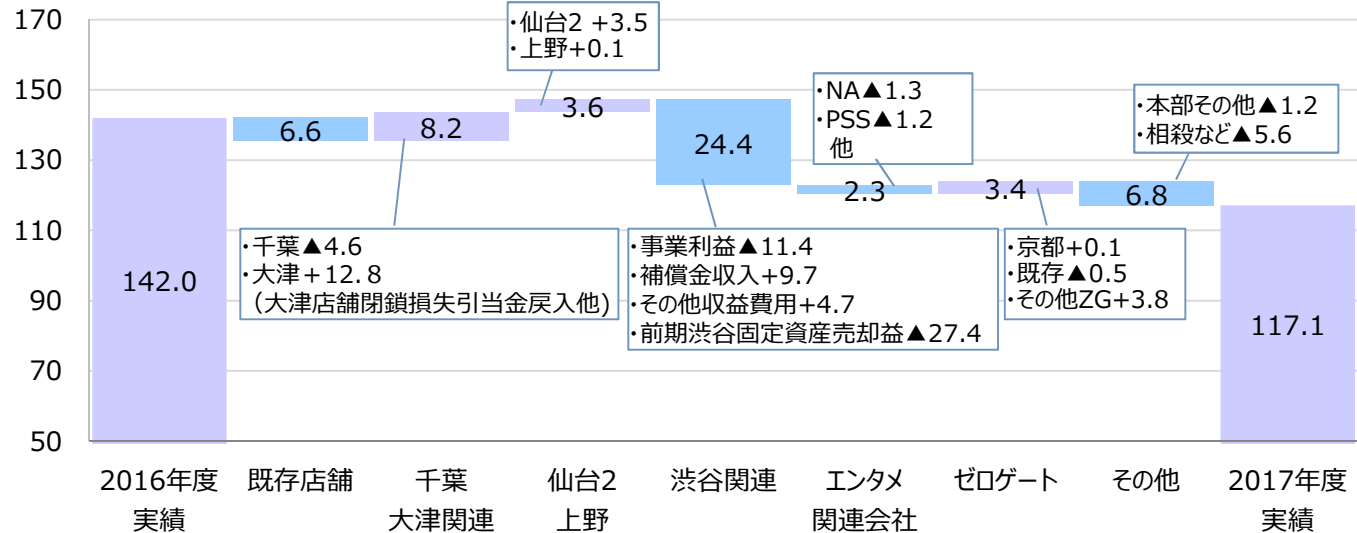 170
150
130
110
90
70
50
・仙台2 +3.5
・上野+0.1
・NA▲1.3
・PSS▲1.2
他
・本部その他▲1.2
・相殺など▲5.6
142.0
6.6
8.2
3.6
24.4
2.3
3.4
6.8
117.1
・千葉▲4.6
・大津+12.8
（大津店舗閉鎖損失引当金戻入他)
・事業利益▲11.4
・補償金収入+9.7
・その他収益費用+4.7
・前期渋谷固定資産売却益▲27.4
・京都+0.1
・既存▲0.5
・その他ZG+3.8
2016年度
実績
既存店舗
千葉
大津関連
仙台2
上野
渋谷関連
エンタメ
関連会社
ゼロゲート
その他
2017年度
実績